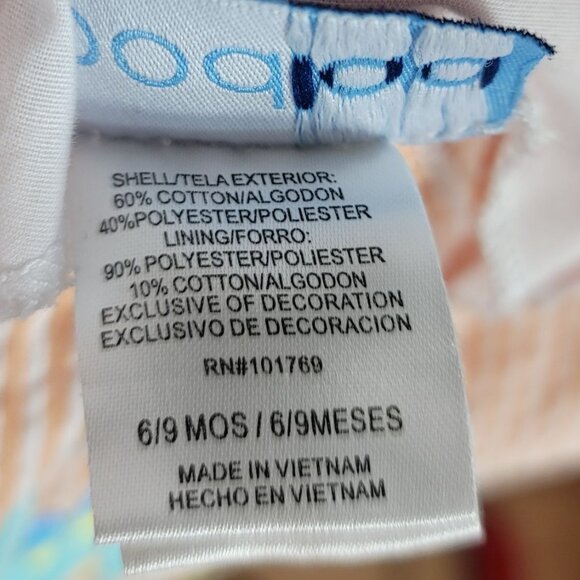 SHELL/TELA EXTERIOR:
60% COTTON/ALGODON
40%POLYESTER/POLIESTER
LINING/FORRO:
90% POLYESTER/POLIESTER
10% COTTON/ALGODON
EXCLUSIVE OF DECORATION
EXCLUSIVO DE DECORACION
RN#101769
6/9 MOS / 6/9MESES
MADE IN VIETNAM
HECHO EN VIETNAM